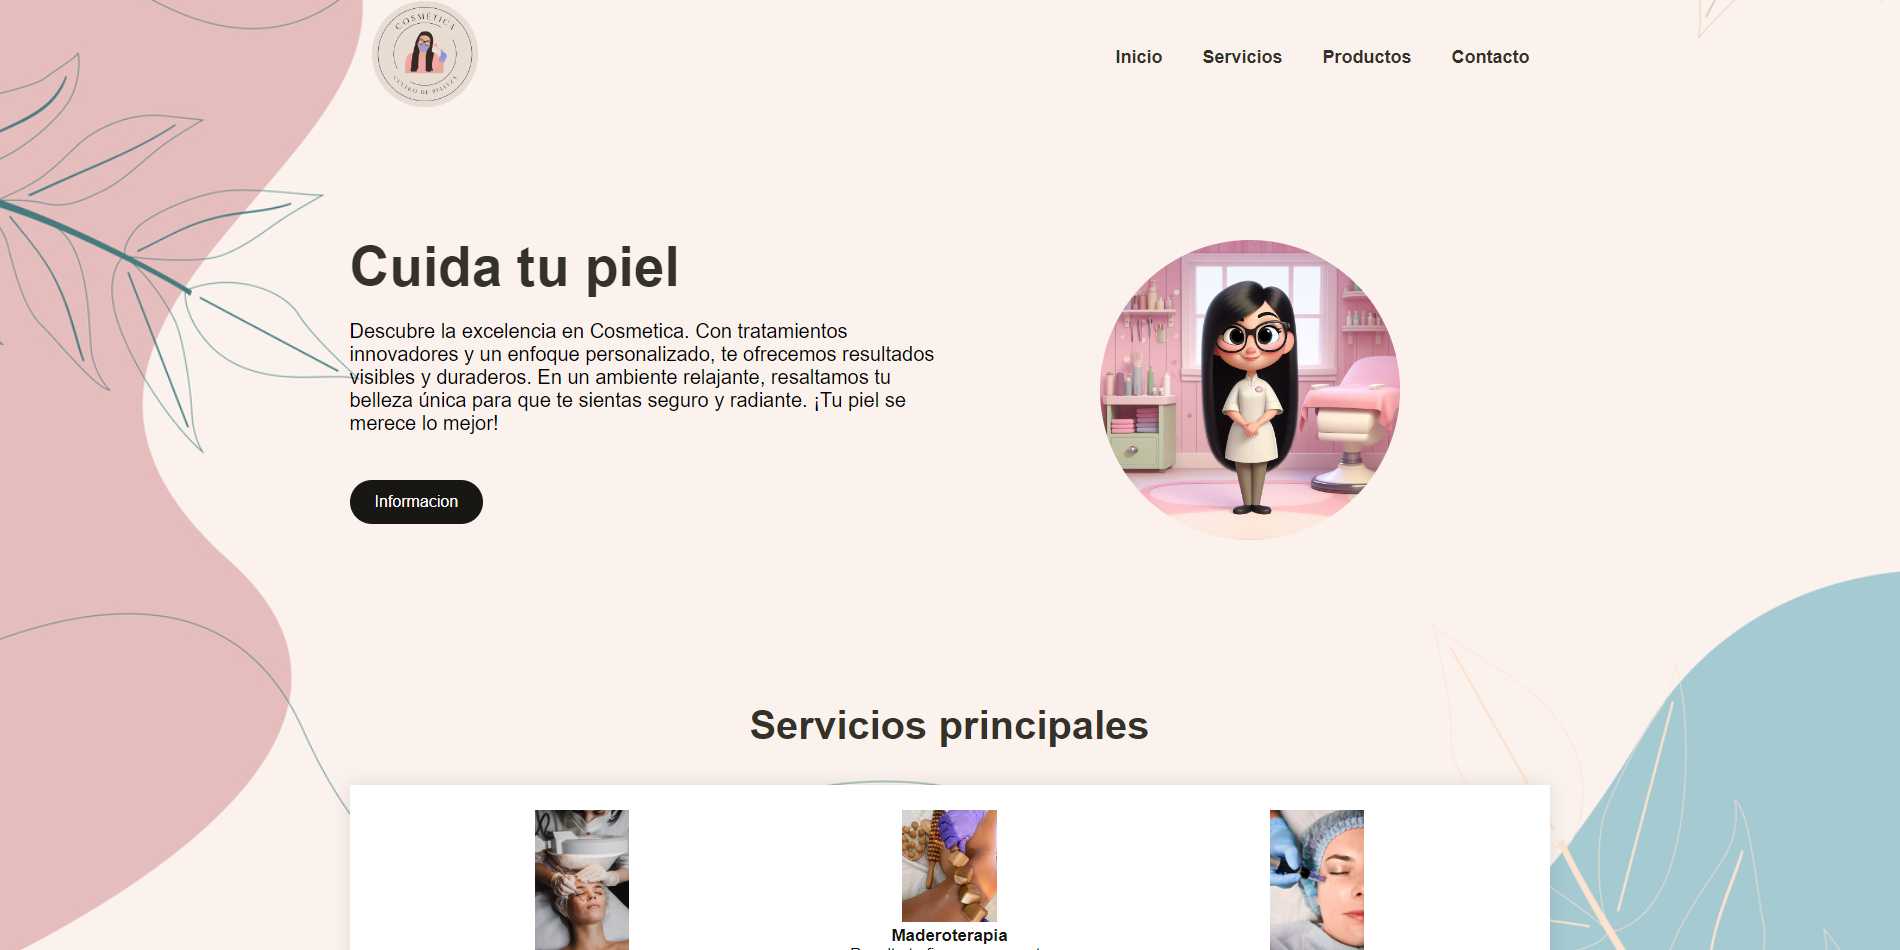 COSMÉTICA
CENTRO DE BELLEZA
Inicio
Servicios
Productos
Contacto
Cuida tu piel
Descubre la excelencia en Cosmetica. Con tratamientos
innovadores y un enfoque personalizado, te ofrecemos resultados
visibles y duraderos. En un ambiente relajante, resaltamos tu
belleza única para que te sientas seguro y radiante. ¡Tu piel se
merece lo mejor!
Informacion
Servicios principales
Maderoterapia